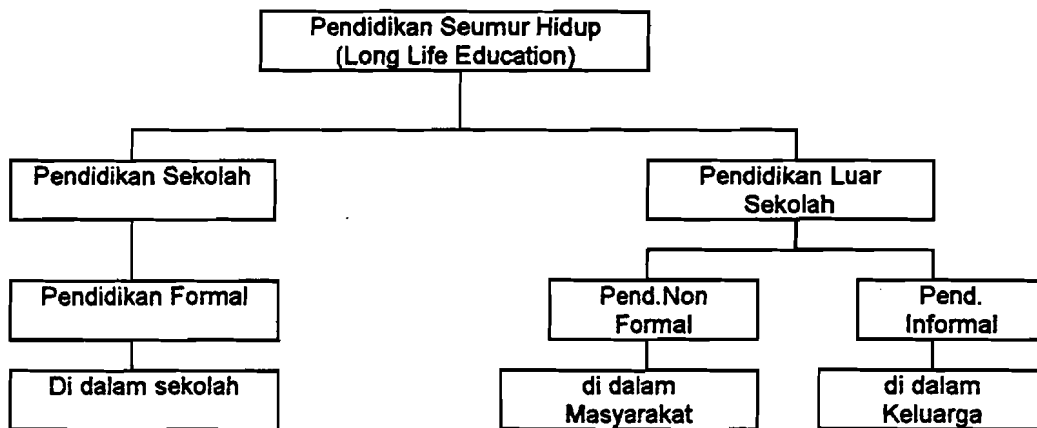 Pendidikan Seumur Hidup
(Long Life Education)
Pendidikan Sekolah
Pendidikan Luar
Sekolah
Pendidikan Formal
Pend.Non
Formal
Pend.
Informal
Di dalam sekolah
di dalam
Masyarakat
di dalam
Keluarga